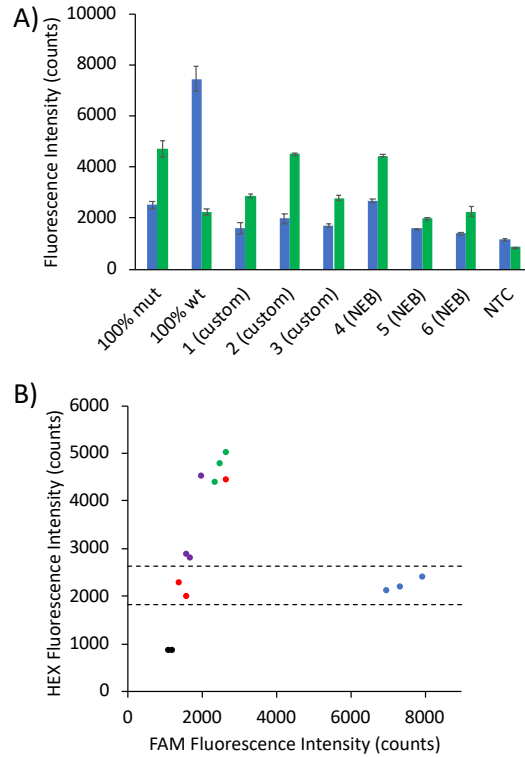 A)
Fluorescence Intensity (counts)
10000
8000
6000
4000
2000
0
100% mut
100% wt
1 (custom)
2 (custom)
3 (custom)
4 (NEB)
5 (NEB)
6 (NEB)
NTC
B)
HEX Fluorescence Intensity (counts)
6000
5000
4000
3000
2000
1000
0
0 2000 4000 6000 8000
FAM Fluorescence Intensity (counts)